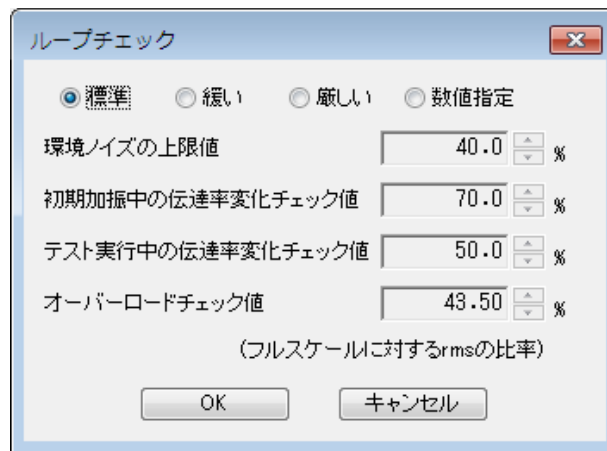 ループチェック
標準 緩い 厳しい 数値指定
環境ノイズの上限値 40.0 %
初期加振中の伝達率変化チェック値 70.0 %
テスト実行中の伝達率変化チェック値 50.0 %
オーバーロードチェック値 43.50 %
(フルスケールに対するrmsの比率)
OK キャンセル